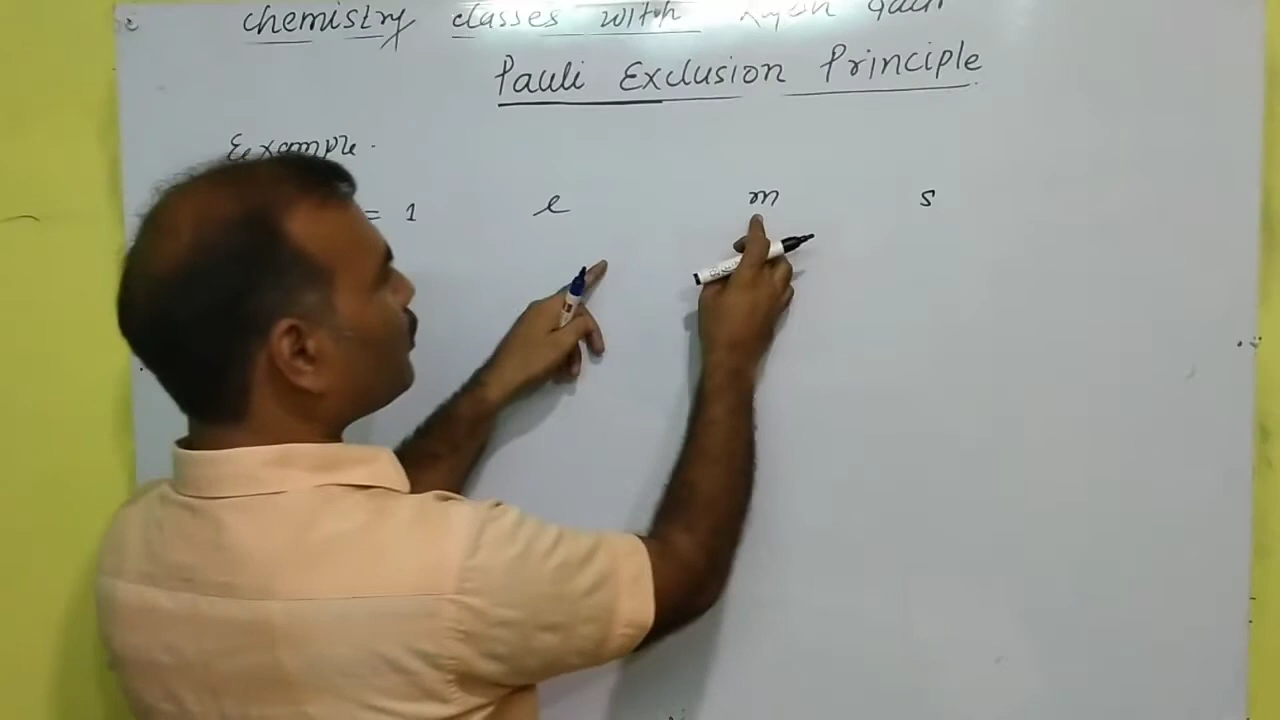 Chemistry classes with
Pauli Exclusion Principle
Example.
= 1 l m s